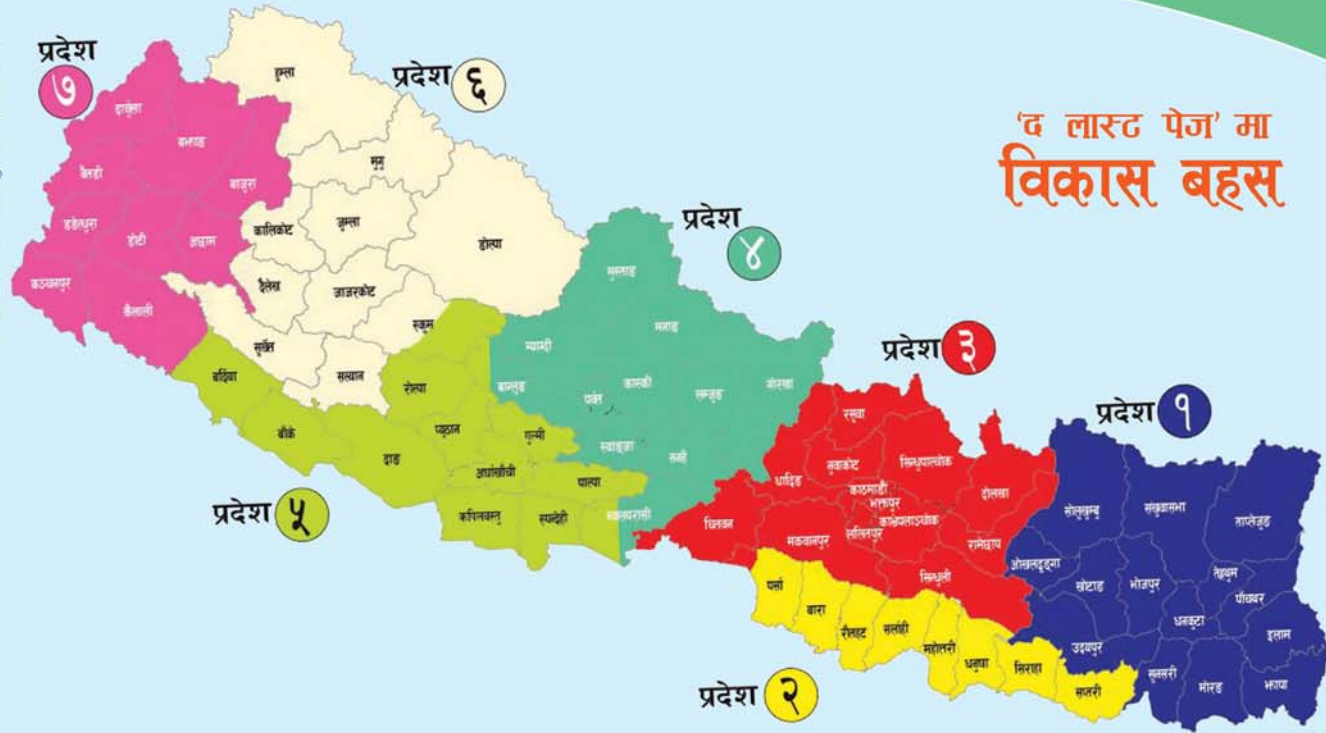 प्रदेश
७
प्रदेश ६
'द लास्ट पेज' मा
विकास बहस
हुम्ला
दार्चुला
बझाङ
मुगु
बैतडी
बाजुरा
प्रदेश
४
डडेल्धुरा
डोटी
अछाम
कालिकोट
जुम्ला
डोल्पा
मुस्ताङ
कञ्चनपुर
दैलेख
जाजरकोट
कैलाली
रुकुम
मनाङ
सुर्खेत
सल्यान
म्याग्दी
प्रदेश ३
बर्दिया
रोल्पा
बाग्लुङ
पर्वत
कास्की
लमजुङ
गोरखा
बाँके
प्युठान
गुल्मी
स्याङ्जा
रसुवा
प्रदेश १
दाङ
अर्घाखाँची
पाल्पा
धादिङ
नुवाकोट
सिन्धुपाल्चोक
काठमाडौं
भक्तपुर
दोलखा
प्रदेश ५
कपिलवस्तु
चितवन
मकवानपुर
ललितपुर
काभ्रेपलाञ्चोक
रामेछाप
सिन्धुली
सोलुखुम्बु
ताप्लेजुङ
ओखलढुङ्गा
खोटाङ
भोजपुर
तेह्रथुम
पाँचथर
धनकुटा
इलाम
उदयपुर
सुनसरी
मोरङ
झापा
पर्सा
बारा
रौतहट
सर्लाही
महोत्तरी
धनुषा
सिराहा
सप्तरी
प्रदेश २